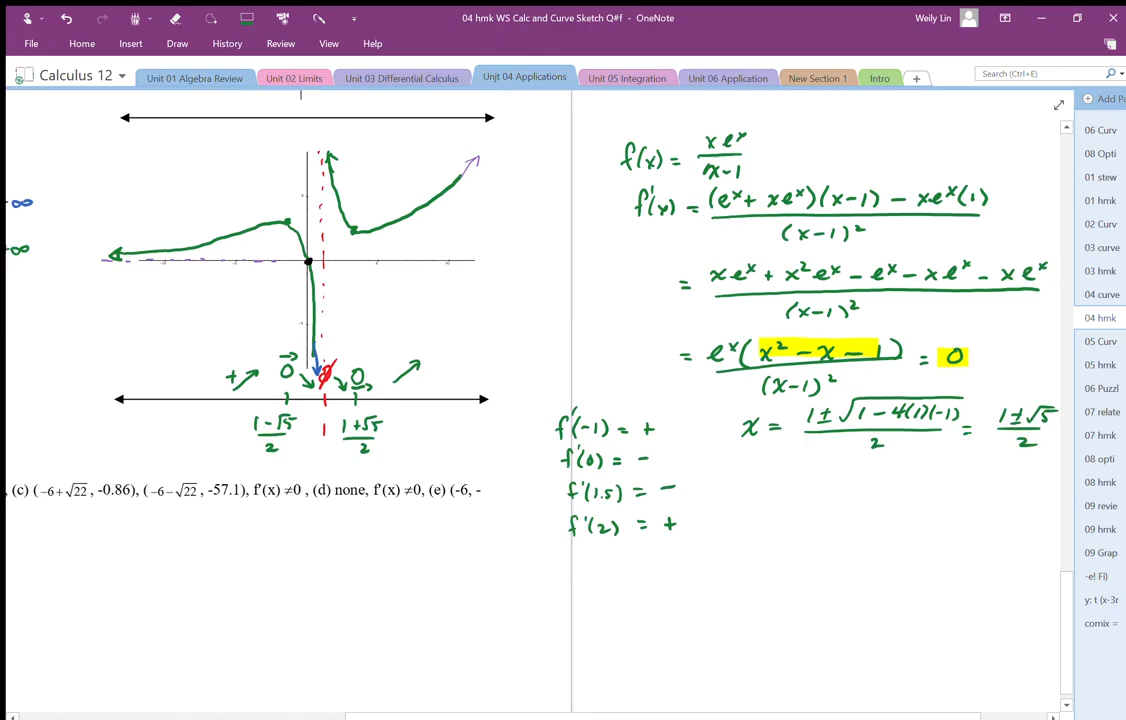 04 hmk WS Calc and Curve Sketch Q#f - OneNote
Weily Lin
File Home Insert Draw History Review View Help
Calculus 12
Unit 01 Algebra Review
Unit 02 Limits
Unit 03 Differential Calculus
Unit 04 Applications
Unit 05 Integration
Unit 06 Application
New Section 1
Intro
Search (Ctrl+E)
Add Pa
06 Curv
08 Opti
01 stew
01 hmk
02 Curv
03 curve
03 hmk
04 curve
04 hmk
05 Curv
05 hmk
06 Puzzl
07 relate
07 hmk
08 opti
08 hmk
09 revie
09 hmk
09 Grap
-e! Fi)
y: t (x-3r
comix =
∞
∞
+ 0 0
(1-√5)/2 1 (1+√5)/2
, (c) (−6+√22 , -0.86), (−6−√22 , -57.1), f'(x) ≠0 , (d) none, f'(x) ≠0, (e) (-6, -
f(x) = xe^x/(x-1)
f'(x) = ((e^x + xe^x)(x-1) - xe^x(1))/(x-1)²
= (xe^x + x²e^x - e^x - xe^x - xe^x)/(x-1)²
= e^x(x² - x - 1)/(x-1)² = 0
x = (1±√(1-4(1)(-1)))/2 = (1±√5)/2
f'(-1) = +
f'(0) = -
f'(1.5) = -
f'(2) = +